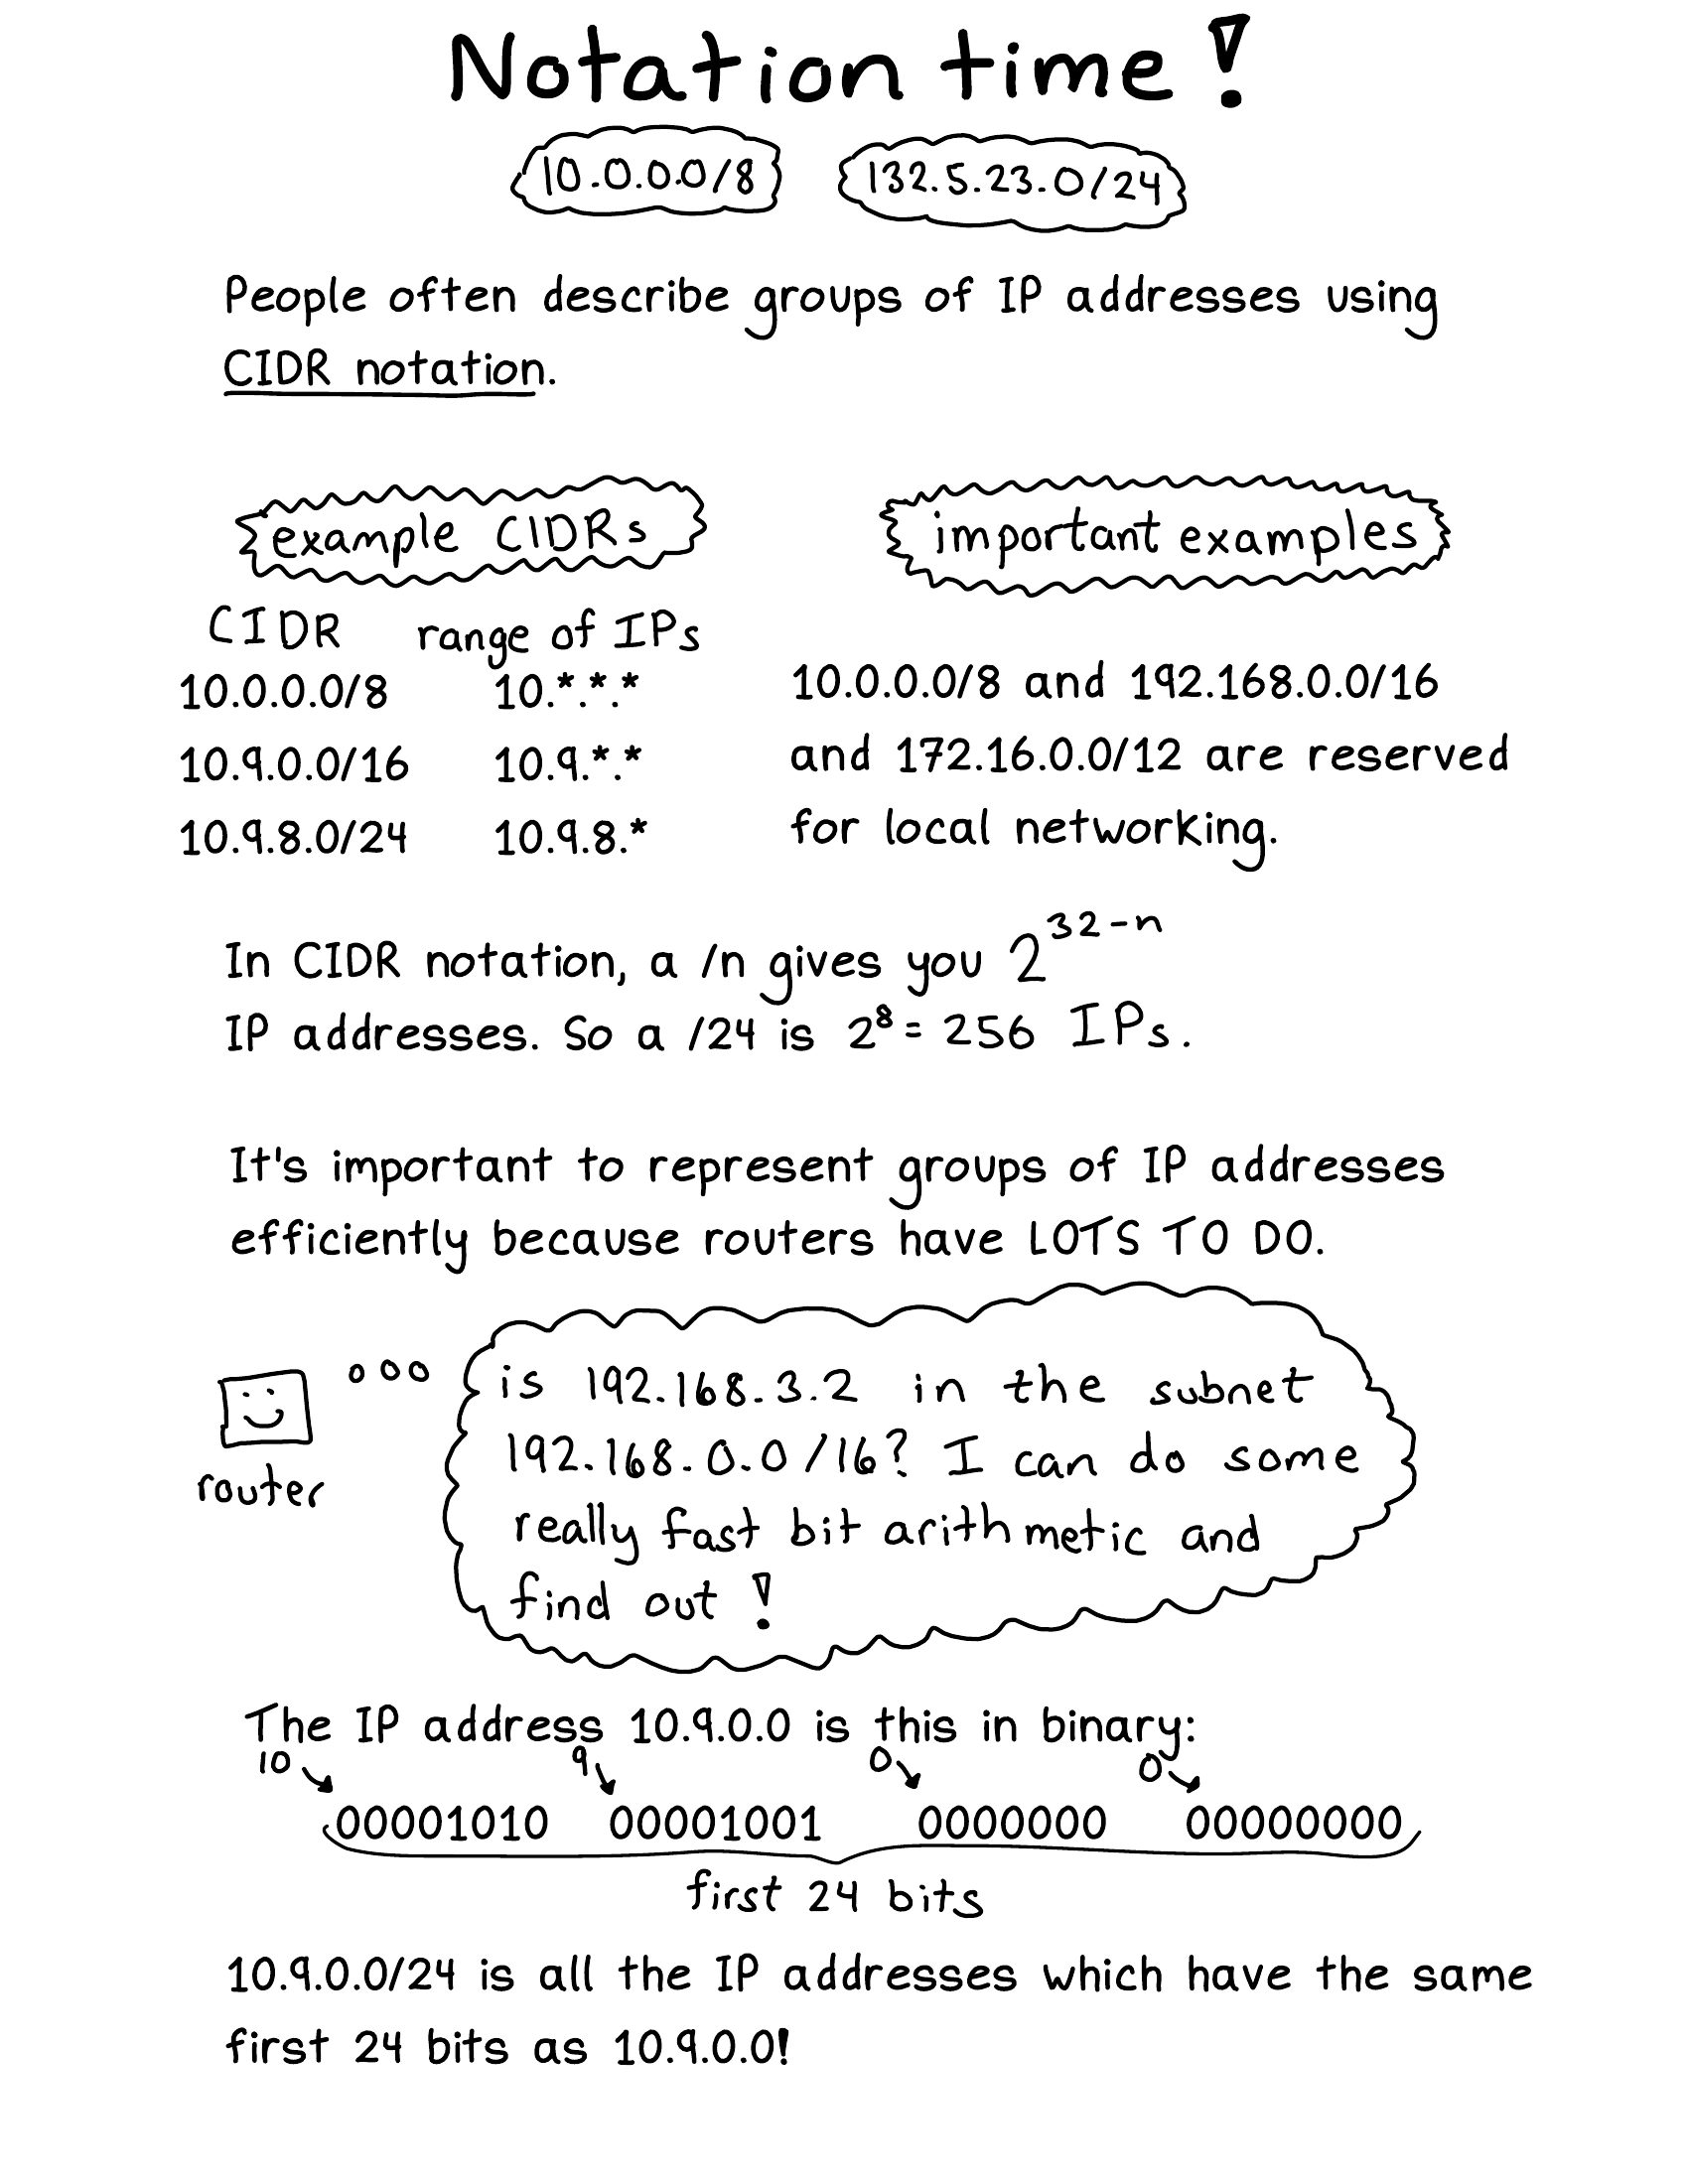 Notation time!
10.0.0.0/8 132.5.23.0/24
People often describe groups of IP addresses using
CIDR notation.
example CIDRs
CIDR range of IPs
10.0.0.0/8 10.*.*.*
10.9.0.0/16 10.9.*.*
10.9.8.0/24 10.9.8.*
important examples
10.0.0.0/8 and 192.168.0.0/16
and 172.16.0.0/12 are reserved
for local networking.
In CIDR notation, a /n gives you 2^32-n
IP addresses. So a /24 is 2^8 = 256 IPs.
It's important to represent groups of IP addresses
efficiently because routers have LOTS TO DO.
router
is 192.168.3.2 in the subnet
192.168.0.0/16? I can do some
really fast bit arithmetic and
find out!
The IP address 10.9.0.0 is this in binary:
10 9 0 0
00001010 00001001 0000000 00000000
first 24 bits
10.9.0.0/24 is all the IP addresses which have the same
first 24 bits as 10.9.0.0!